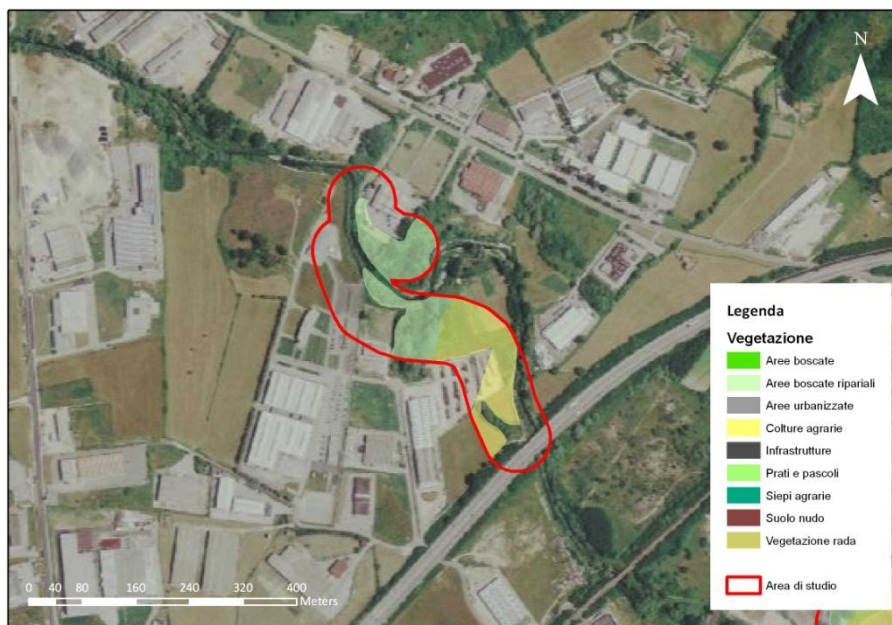 N
Legenda
Vegetazione
Aree boscate
Aree boscate ripariali
Aree urbanizzate
Colture agrarie
Infrastrutture
Prati e pascoli
Siepi agrarie
Suolo nudo
Vegetazione rada
Area di studio
0 40 80 160 240 320 400
Meters